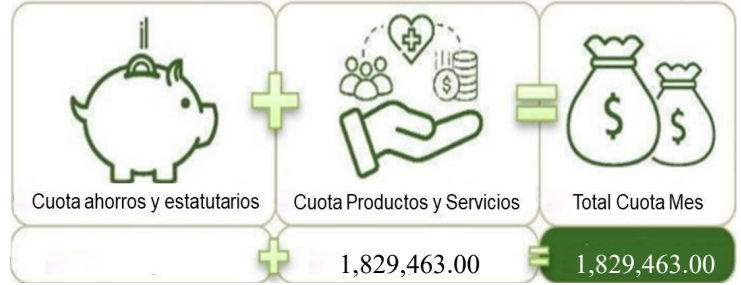 Cuota ahorros y estatutarios
Cuota Productos y Servicios
Total Cuota Mes
1,829,463.00
1,829,463.00